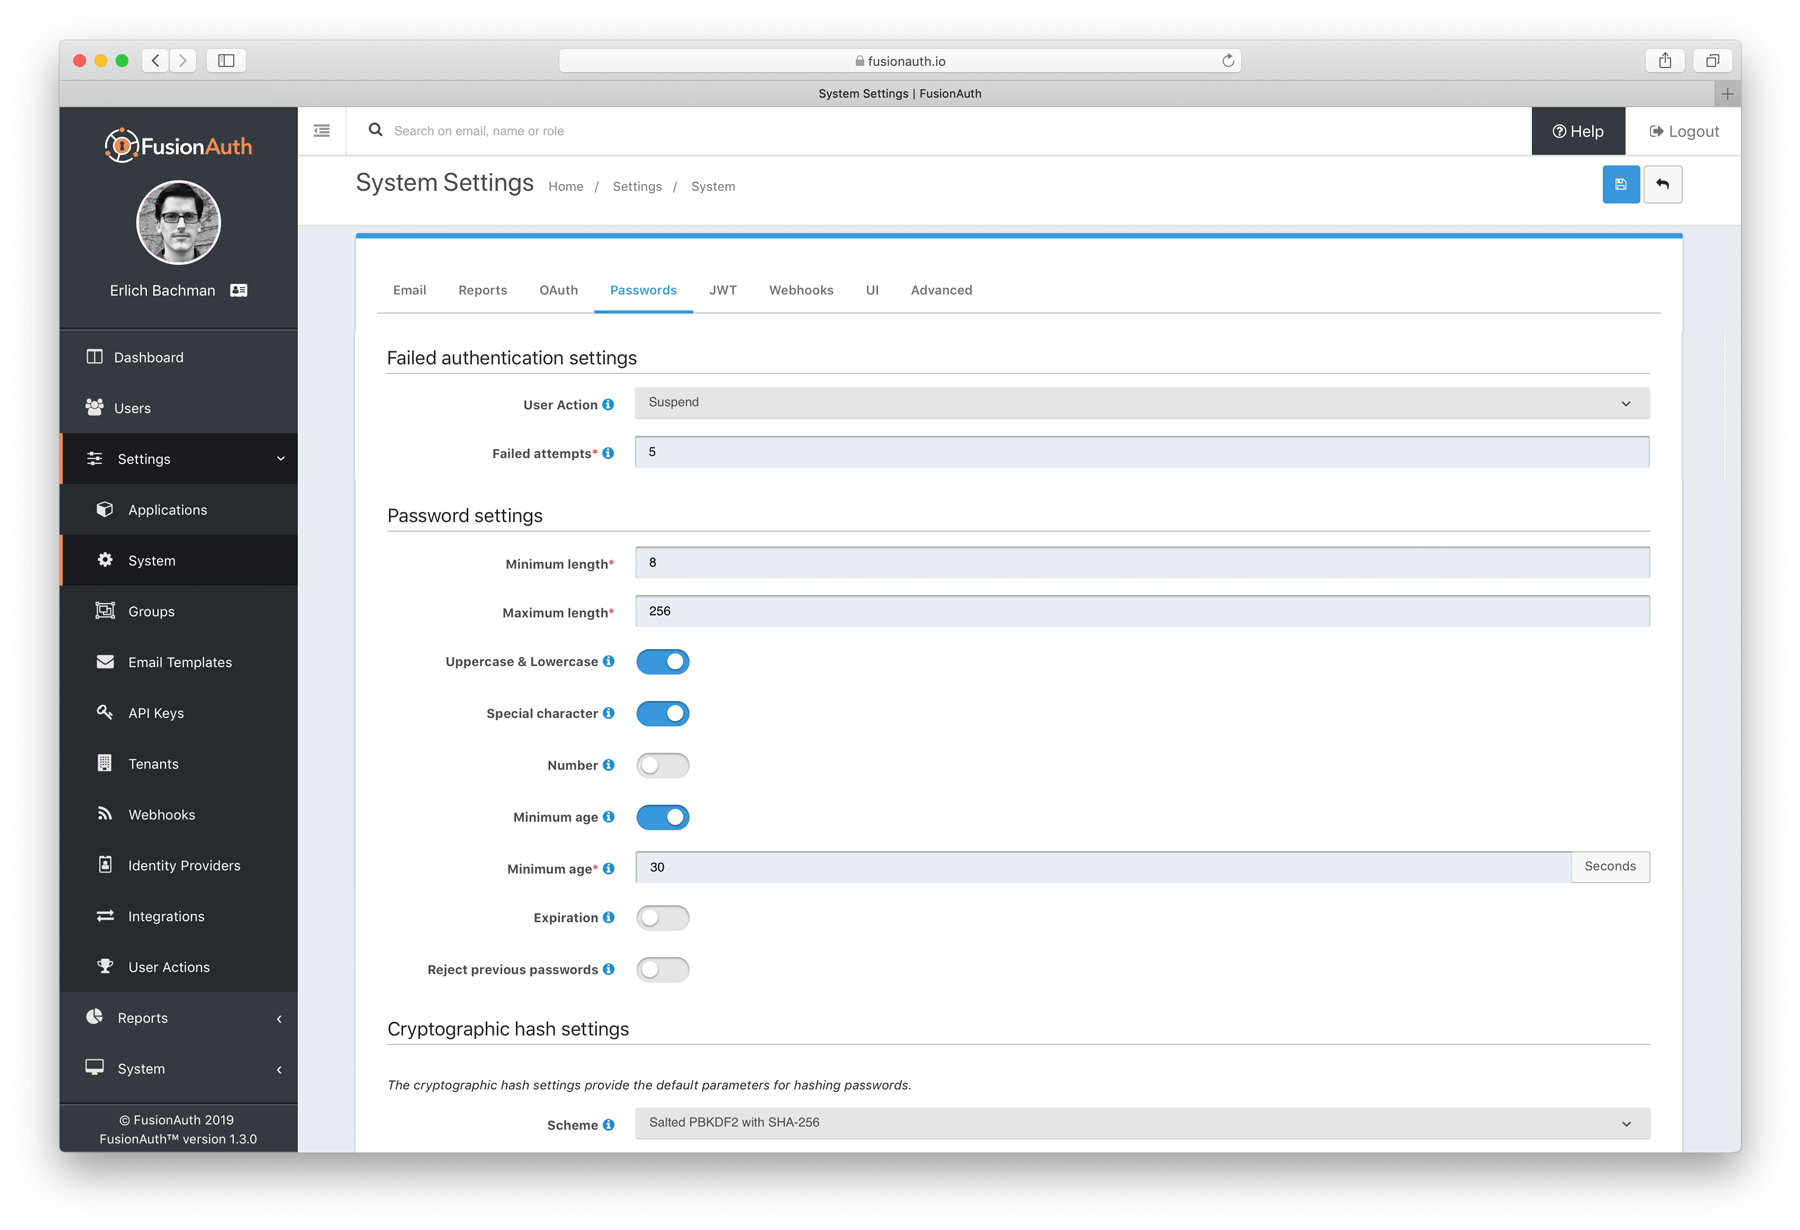 fusionauth.io
System Settings | FusionAuth
FusionAuth
Search on email, name or role
Help
Logout
System Settings
Home / Settings / System
Erlich Bachman
Dashboard
Users
Settings
Applications
System
Groups
Email Templates
API Keys
Tenants
Webhooks
Identity Providers
Integrations
User Actions
Reports
System
© FusionAuth 2019
FusionAuth™ version 1.3.0
Email Reports OAuth Passwords JWT Webhooks UI Advanced
Failed authentication settings
User Action Suspend
Failed attempts* 5
Password settings
Minimum length* 8
Maximum length* 256
Uppercase & Lowercase
Special character
Number
Minimum age
Minimum age* 30 Seconds
Expiration
Reject previous passwords
Cryptographic hash settings
The cryptographic hash settings provide the default parameters for hashing passwords.
Scheme Salted PBKDF2 with SHA-256